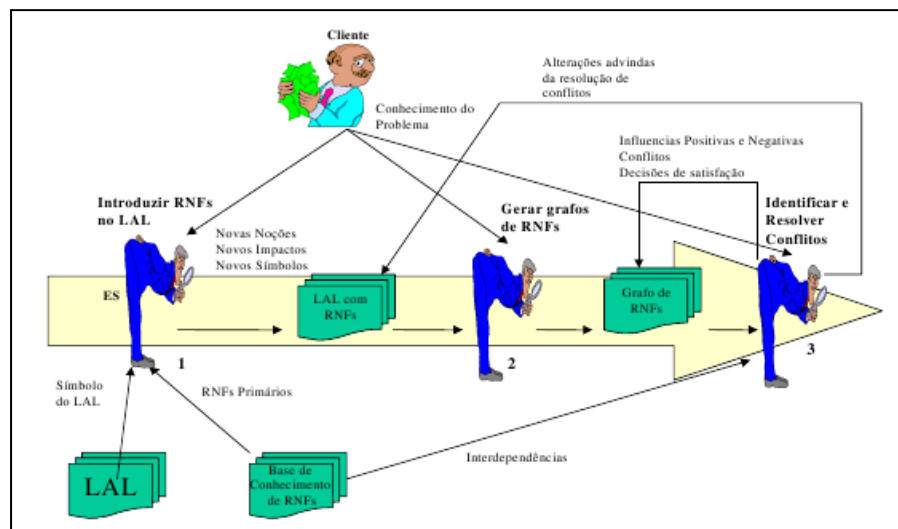 Cliente
Alterações advindas
da resolução de
conflitos
Conhecimento do
Problema
Influencias Positivas e Negativas
Conflitos
Decisões de satisfação
Introduzir RNFs
no LAL
Novas Noções
Novos Impactos
Novos Símbolos
Gerar grafos
de RNFs
Identificar e
Resolver
Conflitos
ES
LAL com
RNFs
Grafo de
RNFs
1
2
3
Símbolo
do LAL
RNFs Primários
LAL
Base de
Conhecimento
de RNFs
Interdependências